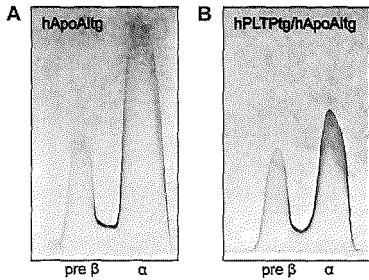 A
hApoAItg
pre β
α
B
hPLTPtg/hApoAItg
pre β
α